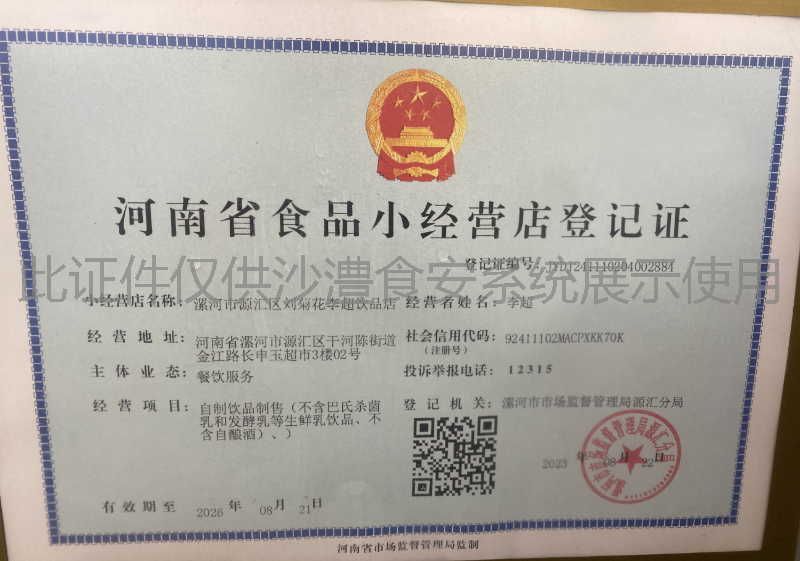 河南省食品小经营店登记证
登记证编号：JYDJ241110204002884
此证件仅供沙澧食安系统展示使用
小经营店名称：漯河市源汇区刘菊花李超饮品店 经营者姓名：李超
经营地址：河南省漯河市源汇区干河陈街道
金江路长申玉超市3楼02号
社会信用代码：92411102MACPXKK70K
（注册号）
主体业态：餐饮服务
投诉举报电话：12315
经营项目：自制饮品制售（不含巴氏杀菌
乳和发酵乳等生鲜乳饮品、不
含自酿酒）、）
登记机关：漯河市市场监督管理局源汇分局
2023 年 08 月 22 日
有效期至 2026 年 08 月 21 日
河南省市场监督管理局监制